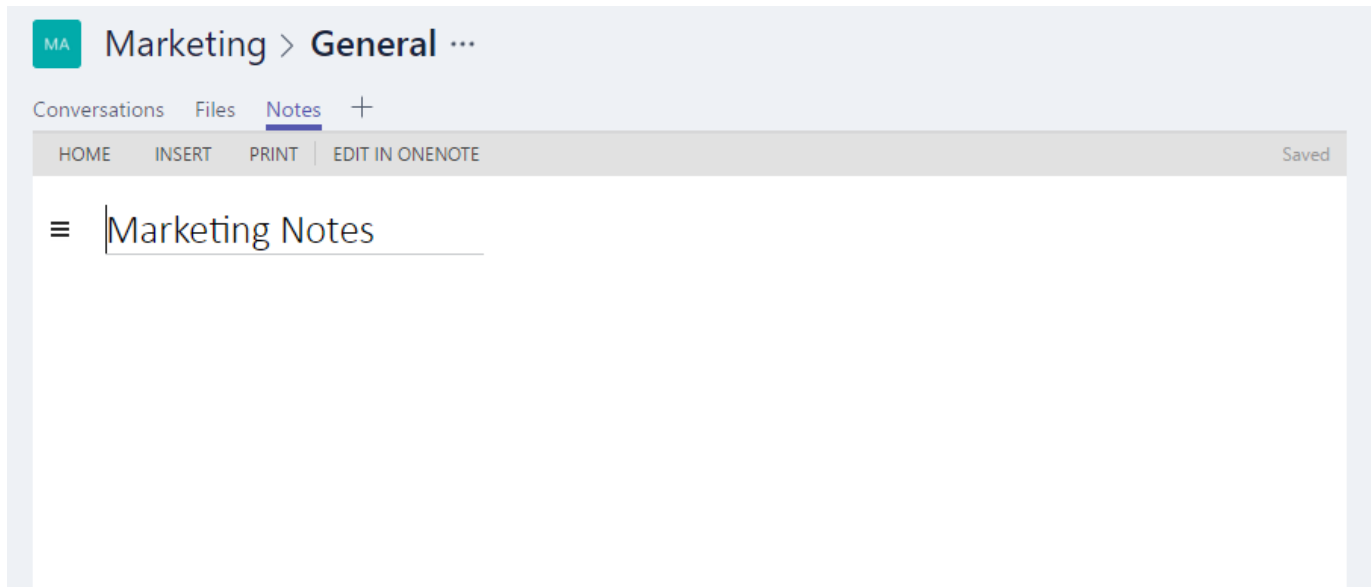 MA Marketing > General ...
Conversations Files Notes +
HOME INSERT PRINT EDIT IN ONENOTE Saved
Marketing Notes